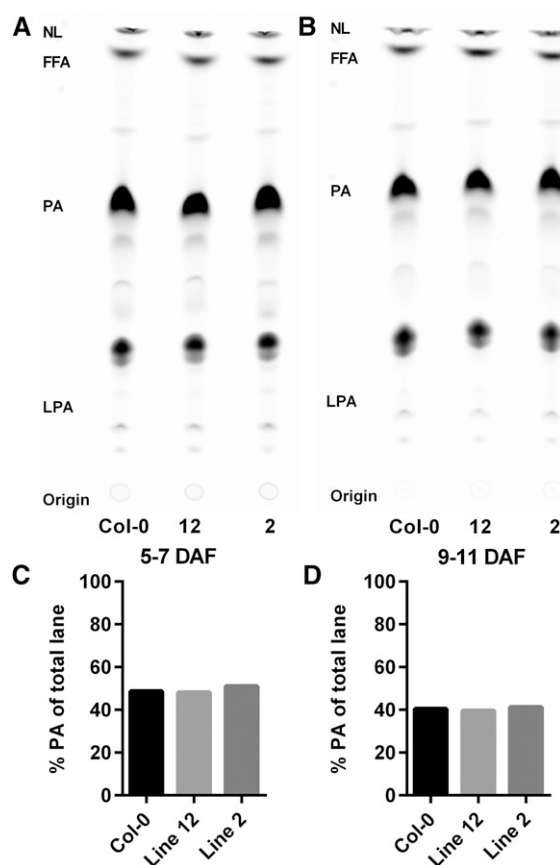 A
NL
FFA
PA
LPA
Origin
Col-0 12 2
5-7 DAF
B
NL
FFA
PA
LPA
Origin
Col-0 12 2
9-11 DAF
C
% PA of total lane
100
80
60
40
20
0
Col-0
Line 12
Line 2
D
% PA of total lane
100
80
60
40
20
0
Col-0
Line 12
Line 2